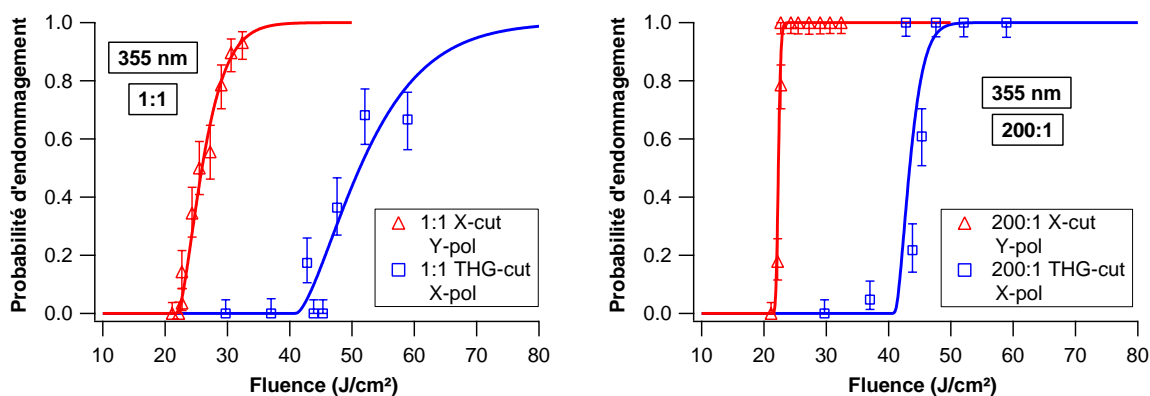 Probabilité d'endommagement
1.0
0.8
0.6
0.4
0.2
0.0
355 nm
1:1
1:1 X-cut
Y-pol
1:1 THG-cut
X-pol
10 20 30 40 50 60 70 80
Fluence (J/cm²)
Probabilité d'endommagement
1.0
0.8
0.6
0.4
0.2
0.0
355 nm
200:1
200:1 X-cut
Y-pol
200:1 THG-cut
X-pol
10 20 30 40 50 60 70 80
Fluence (J/cm²)